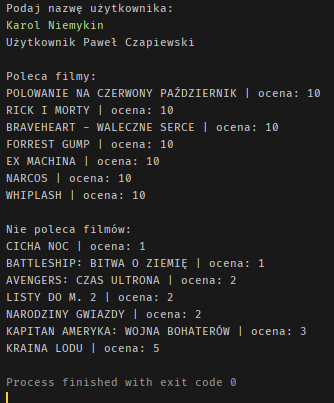 Podaj nazwę użytkownika:
Karol Niemykin
Użytkownik Paweł Czapiewski
Poleca filmy:
POLOWANIE NA CZERWONY PAŹDZIERNIK | ocena: 10
RICK I MORTY | ocena: 10
BRAVEHEART - WALECZNE SERCE | ocena: 10
FORREST GUMP | ocena: 10
EX MACHINA | ocena: 10
NARCOS | ocena: 10
WHIPLASH | ocena: 10
Nie poleca filmów:
CICHA NOC | ocena: 1
BATTLESHIP: BITWA O ZIEMIĘ | ocena: 1
AVENGERS: CZAS ULTRONA | ocena: 2
LISTY DO M. 2 | ocena: 2
NARODZINY GWIAZDY | ocena: 2
KAPITAN AMERYKA: WOJNA BOHATERÓW | ocena: 3
KRAINA LODU | ocena: 5
Process finished with exit code 0